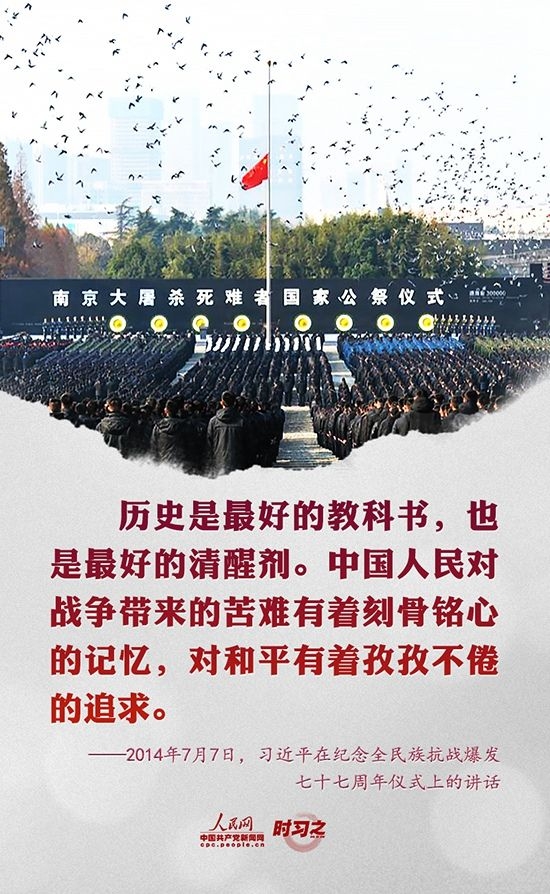 南京大屠杀死难者国家公祭仪式
300000
历史是最好的教科书，也
是最好的清醒剂。中国人民对
战争带来的苦难有着刻骨铭心
的记忆，对和平有着孜孜不倦
的追求。
——2014年7月7日，习近平在纪念全民族抗战爆发
七十七周年仪式上的讲话
人民网
中国共产党新闻网
cpc.people.cn
时习之